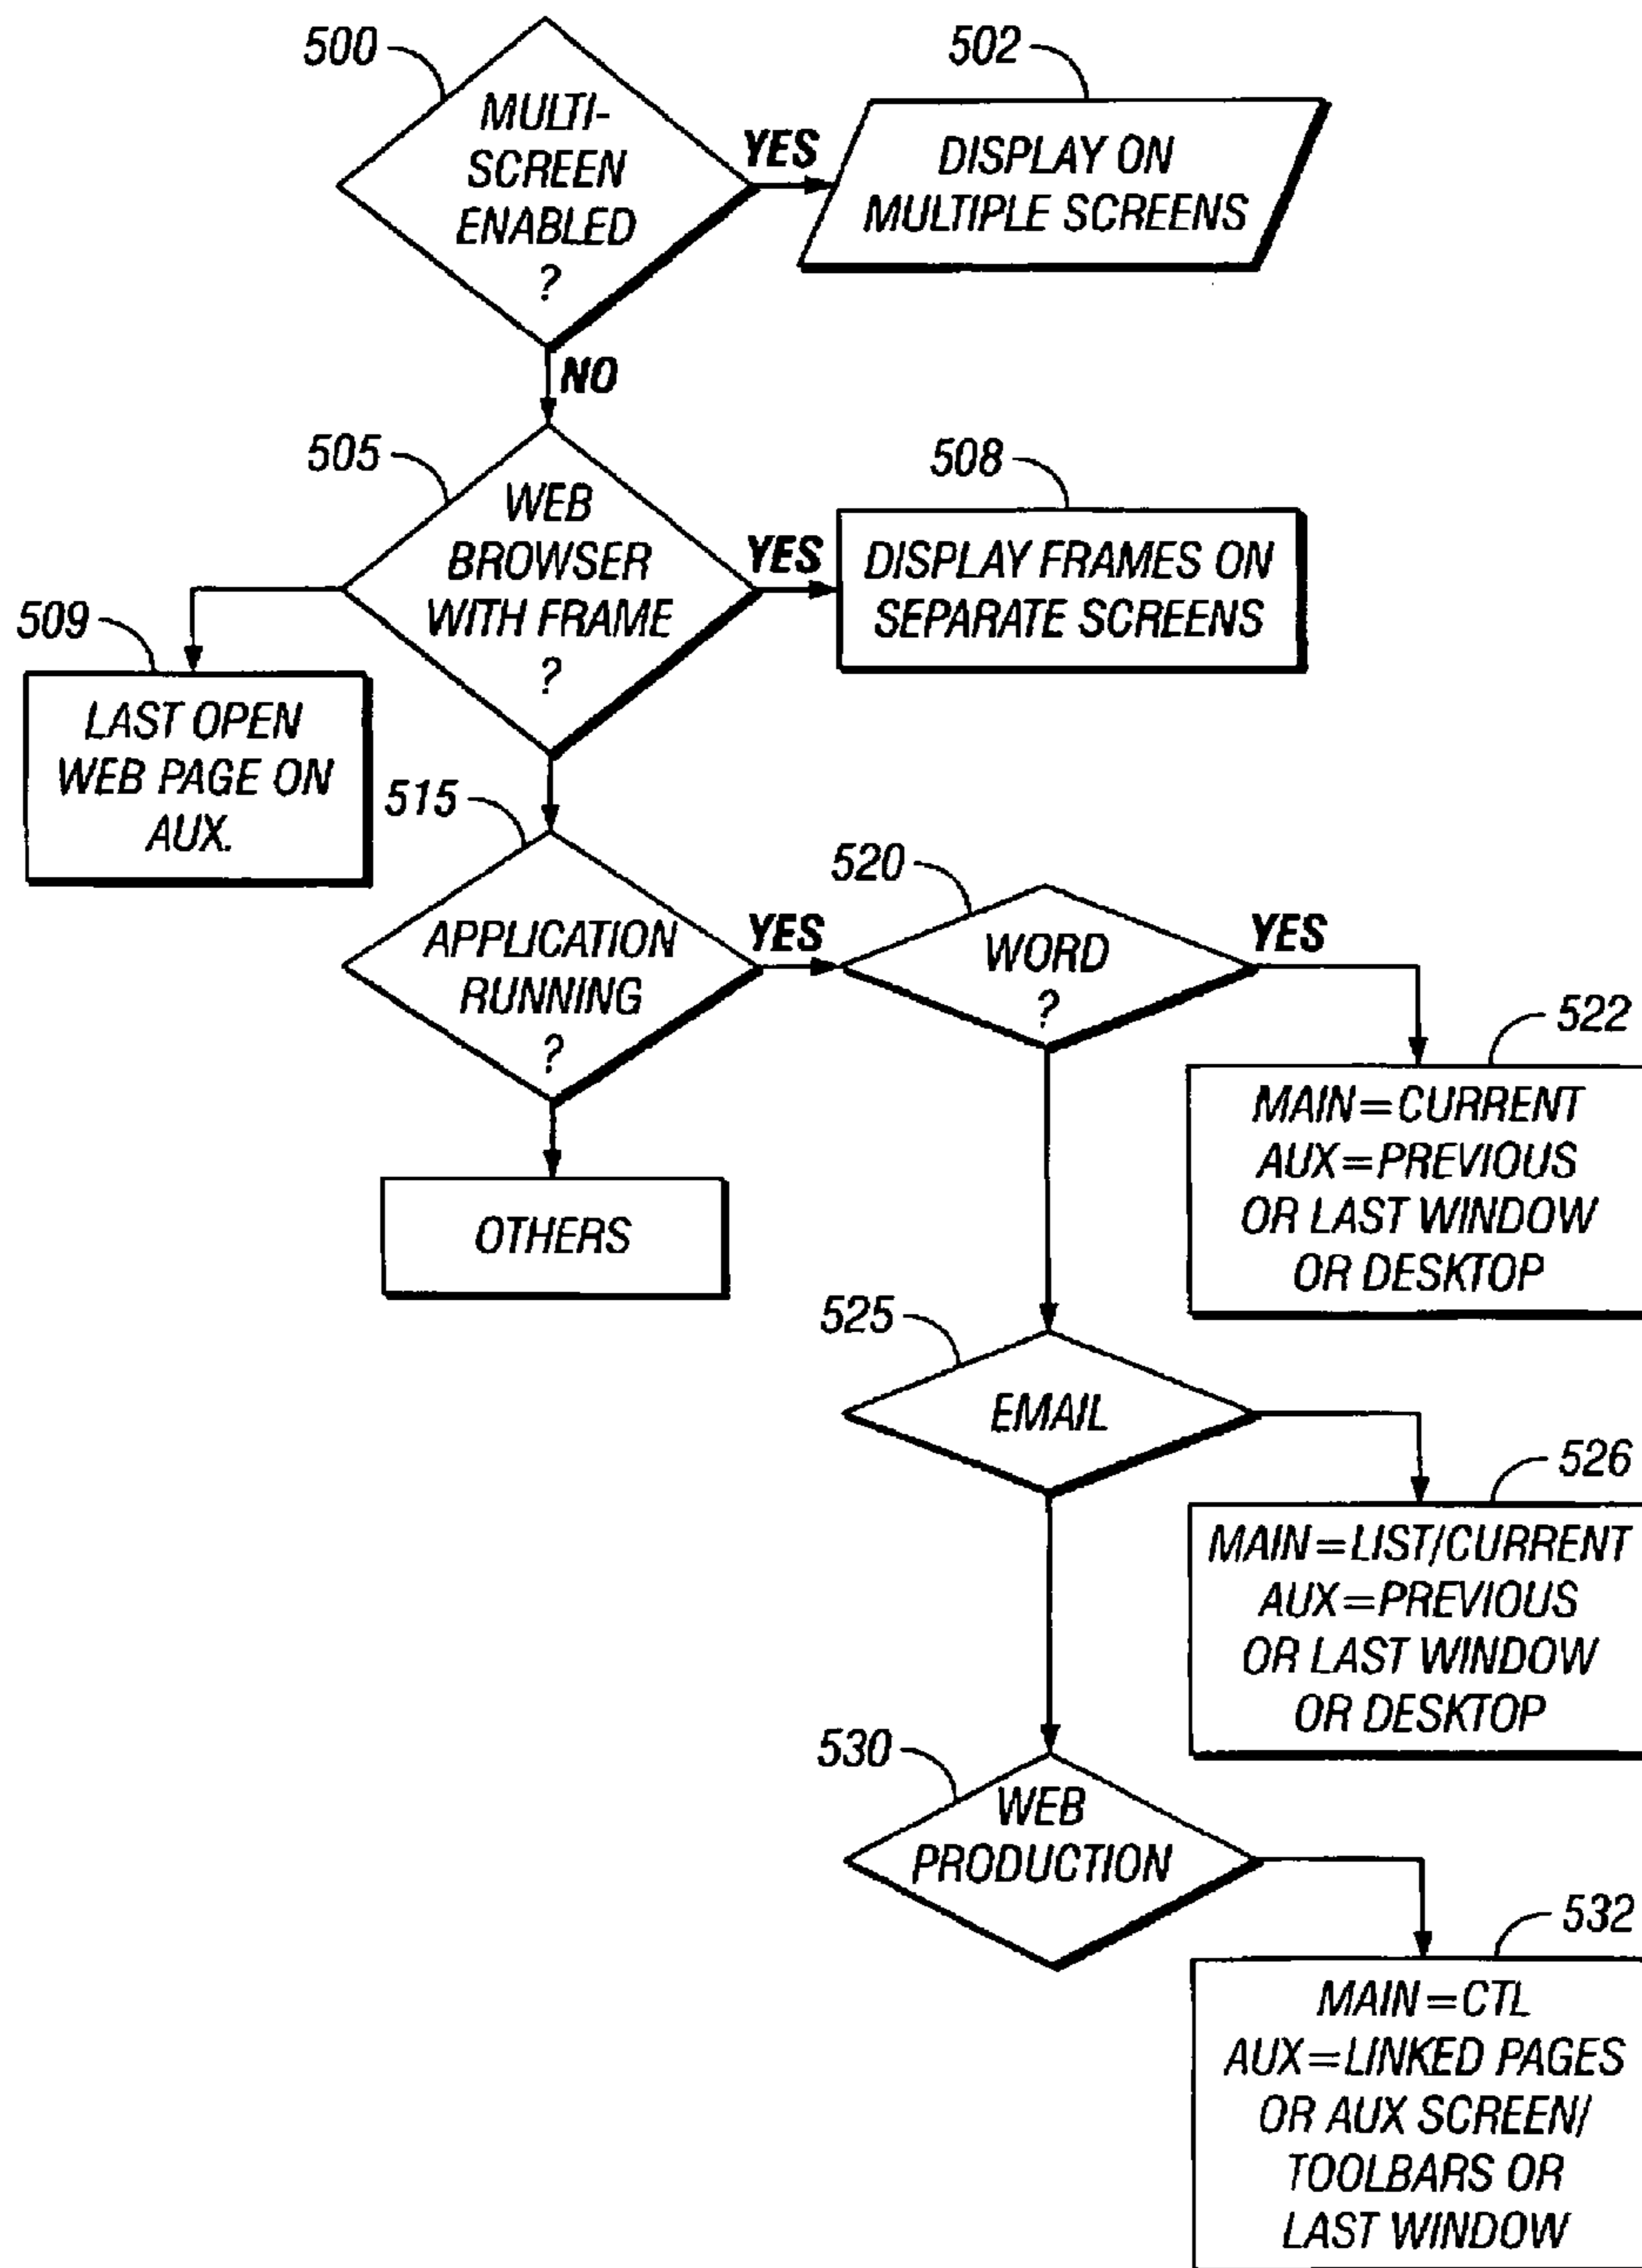 500
MULTI-
SCREEN
ENABLED
?
YES
502
DISPLAY ON
MULTIPLE SCREENS
NO
505
WEB
BROWSER
WITH FRAME
?
YES
508
DISPLAY FRAMES ON
SEPARATE SCREENS
509
LAST OPEN
WEB PAGE ON
AUX.
515
APPLICATION
RUNNING
?
YES
OTHERS
520
WORD
?
YES
522
MAIN=CURRENT
AUX=PREVIOUS
OR LAST WINDOW
OR DESKTOP
525
EMAIL
526
MAIN=LIST/CURRENT
AUX=PREVIOUS
OR LAST WINDOW
OR DESKTOP
530
WEB
PRODUCTION
532
MAIN=CTL
AUX=LINKED PAGES
OR AUX SCREEN/
TOOLBARS OR
LAST WINDOW